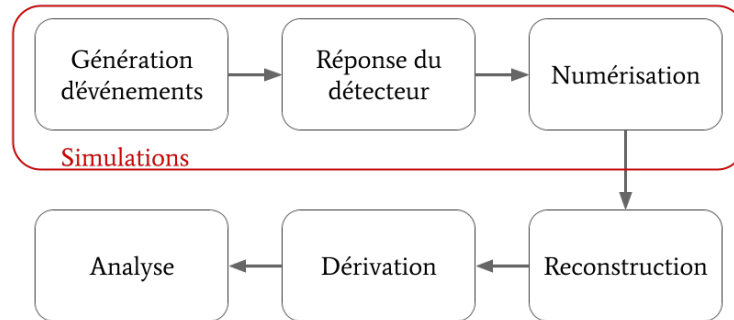 Génération
d'événements
Réponse du
détecteur
Numérisation
Simulations
Analyse
Dérivation
Reconstruction